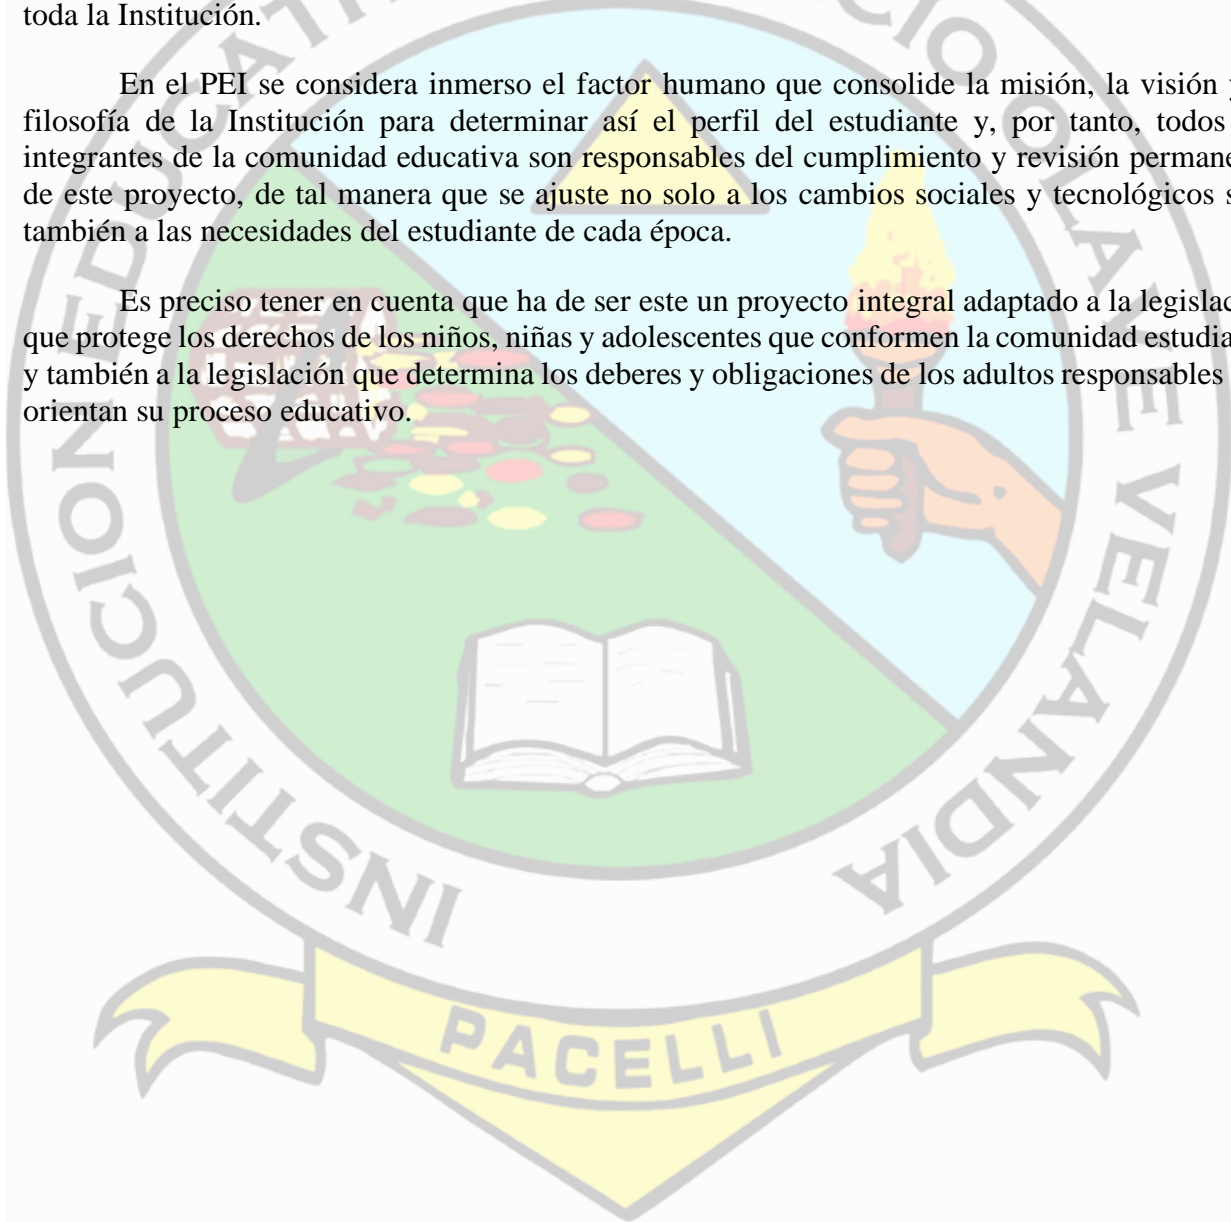 toda la Institución.
En el PEI se considera inmerso el factor humano que consolide la misión, la visión y
filosofía de la Institución para determinar así el perfil del estudiante y, por tanto, todos
integrantes de la comunidad educativa son responsables del cumplimiento y revisión permane
de este proyecto, de tal manera que se ajuste no solo a los cambios sociales y tecnológicos s
también a las necesidades del estudiante de cada época.
Es preciso tener en cuenta que ha de ser este un proyecto integral adaptado a la legislac
que protege los derechos de los niños, niñas y adolescentes que conformen la comunidad estudia
y también a la legislación que determina los deberes y obligaciones de los adultos responsables
orientan su proceso educativo.
INSTITUCION EDUCATI CIO OLAVE VELANDIA
PACELLI